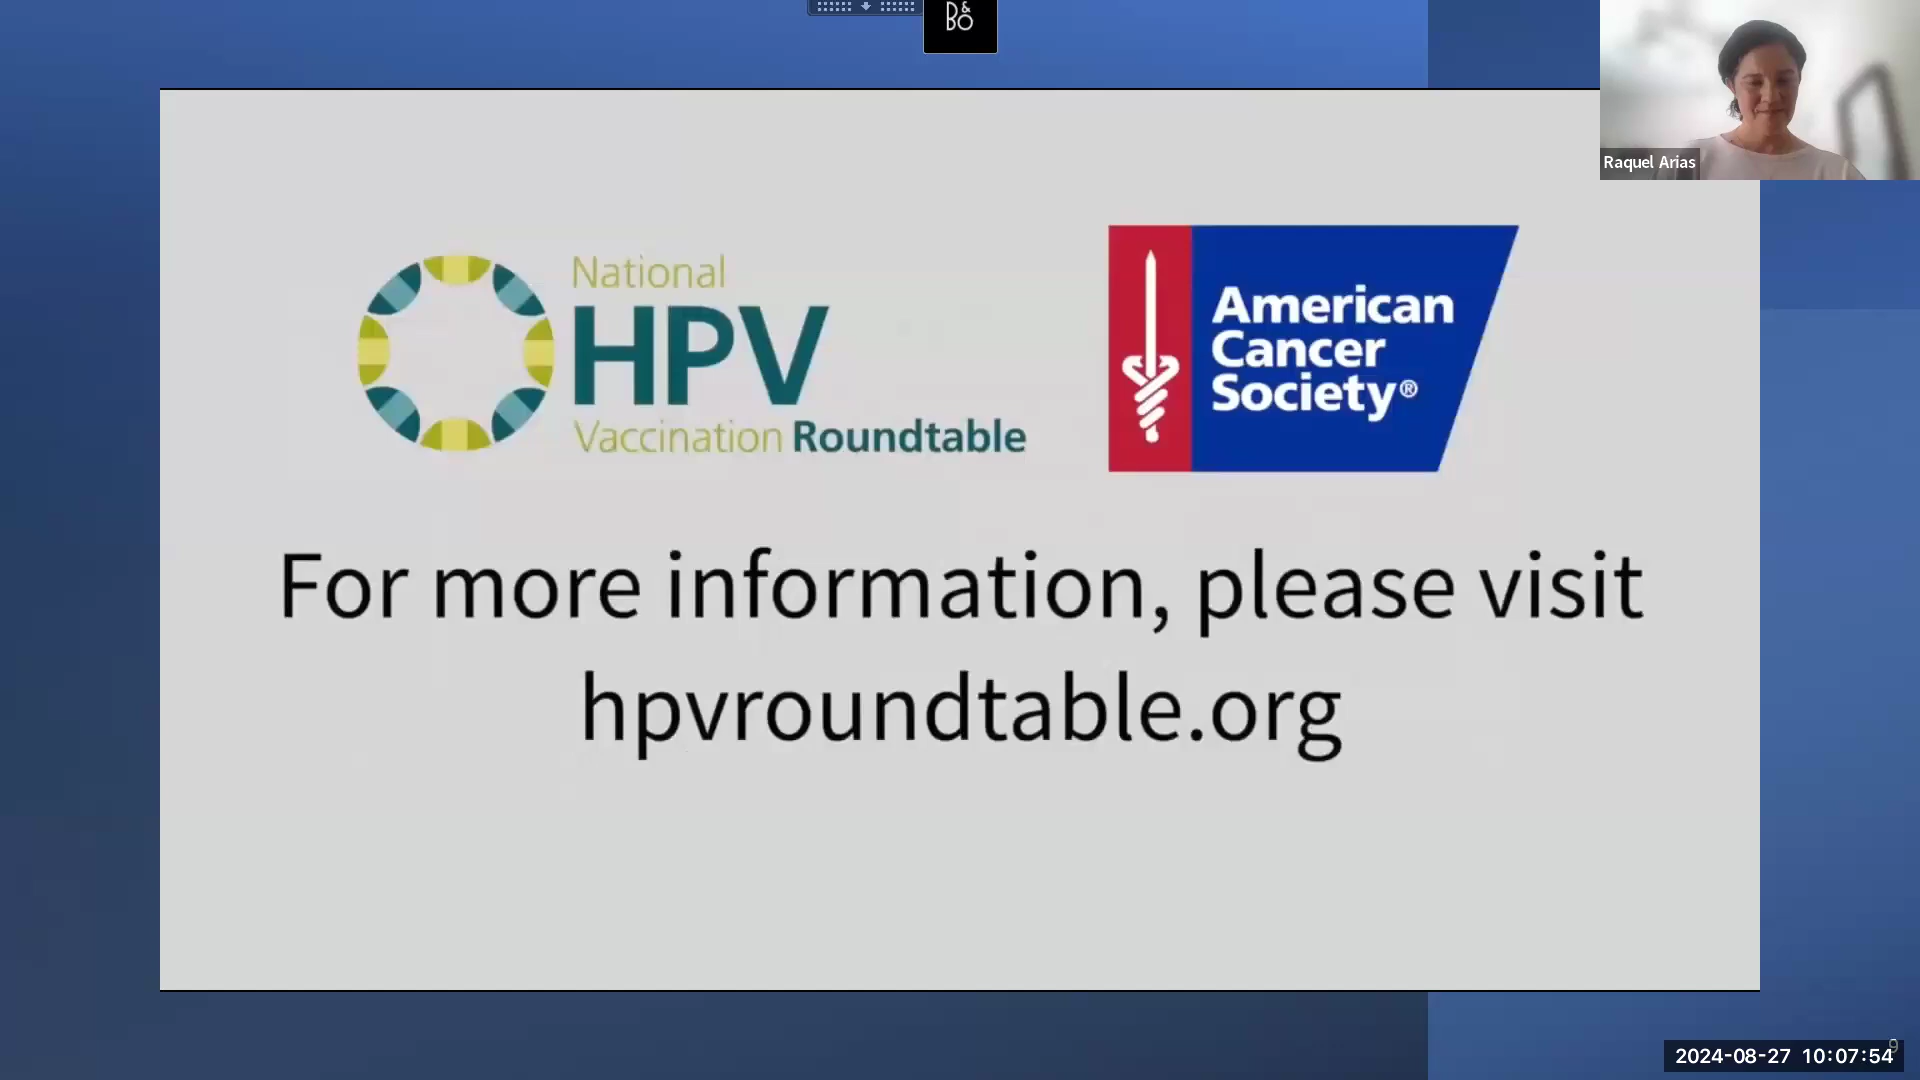 B&O
Raquel Arias
National
HPV
Vaccination Roundtable
American
Cancer
Society®
For more information, please visit
hpvroundtable.org
9
2024-08-27 10:07:54